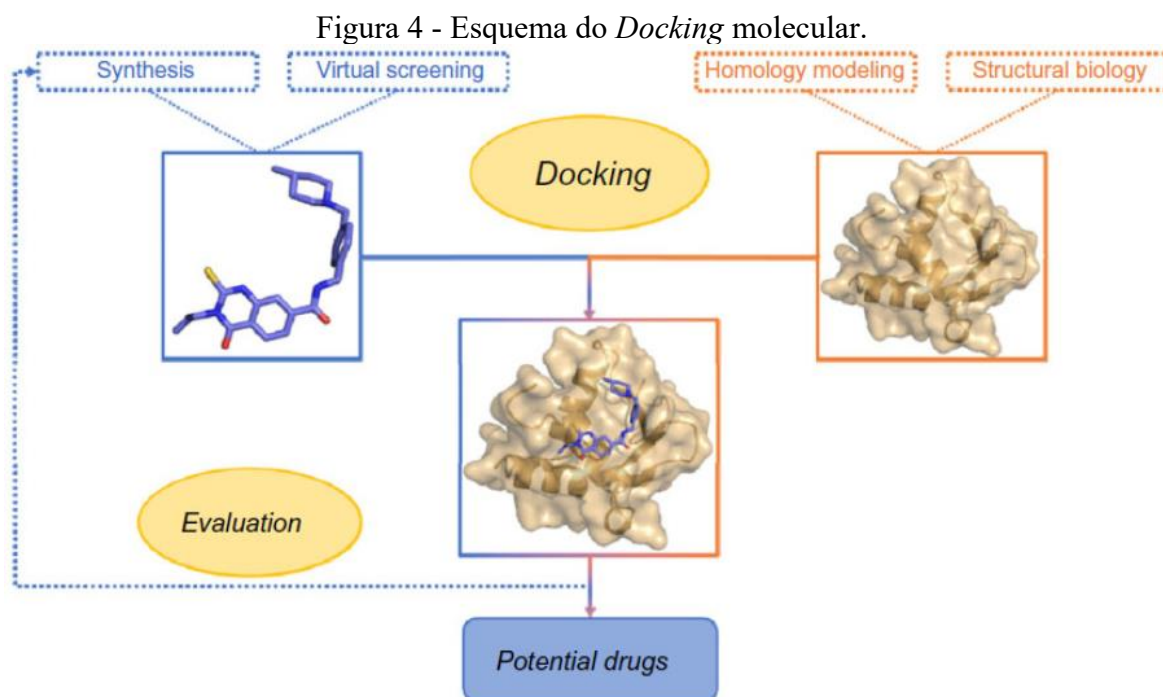 Figura 4 - Esquema do Docking molecular.
Synthesis
Virtual screening
Homology modeling
Structural biology
Docking
Evaluation
Potential drugs